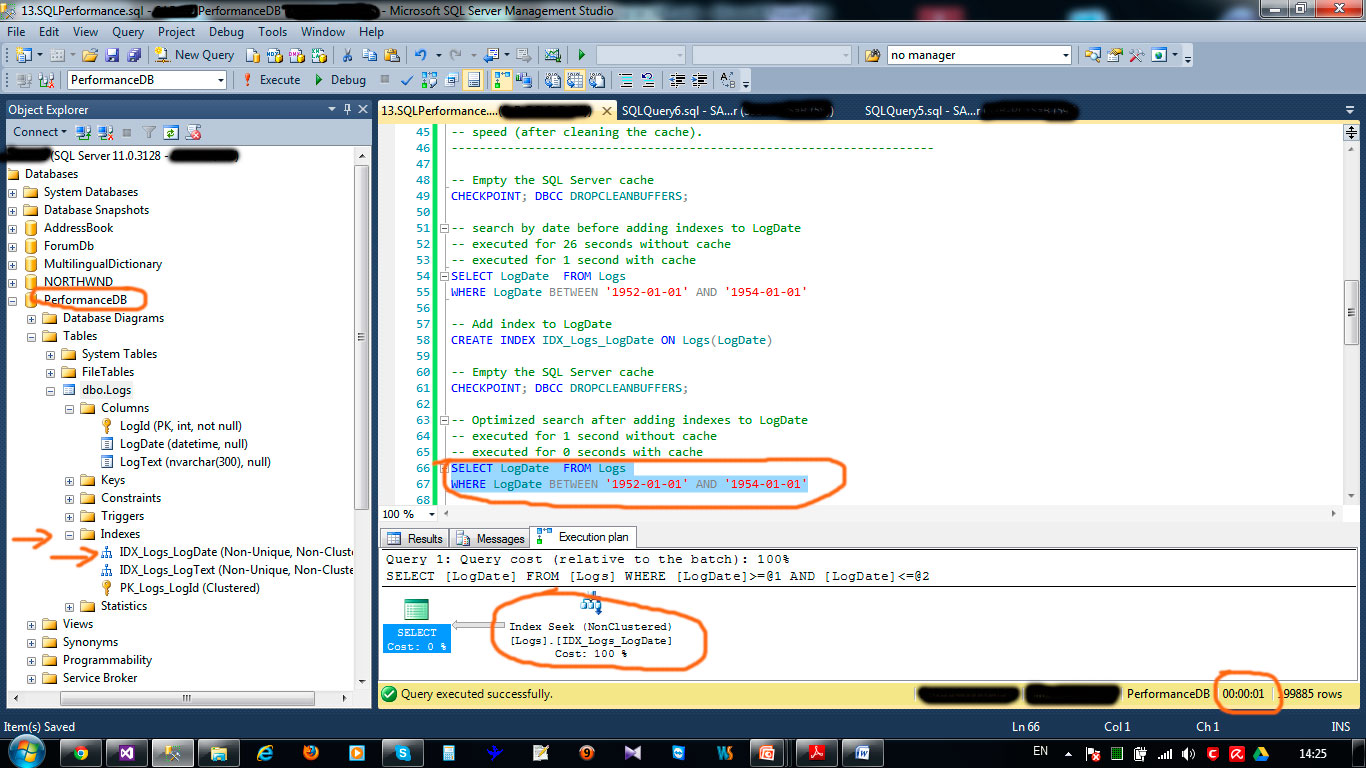 13.SQLPerformance.sql - PerformanceDB - Microsoft SQL Server Management Studio
File Edit View Query Project Debug Tools Window Help
New Query
no manager
PerformanceDB
Execute
Debug
Object Explorer
Connect
(SQL Server 11.0.3128 - )
Databases
System Databases
Database Snapshots
AddressBook
ForumDb
MultilingualDictionary
NORTHWND
PerformanceDB
Database Diagrams
Tables
System Tables
FileTables
dbo.Logs
Columns
LogId (PK, int, not null)
LogDate (datetime, null)
LogText (nvarchar(300), null)
Keys
Constraints
Triggers
Indexes
IDX_Logs_LogDate (Non-Unique, Non-Cluste
IDX_Logs_LogText (Non-Unique, Non-Cluste
PK_Logs_LogId (Clustered)
Statistics
Views
Synonyms
Programmability
Service Broker
13.SQLPerformance....
SQLQuery6.sql - SA...r (
SQLQuery5.sql - SA...r
45 -- speed (after cleaning the cache).
46 --------------------------------------------------------------------
47
48 -- Empty the SQL Server cache
49 CHECKPOINT; DBCC DROPCLEANBUFFERS;
50
51 -- search by date before adding indexes to LogDate
52 -- executed for 26 seconds without cache
53 -- executed for 1 second with cache
54 SELECT LogDate  FROM Logs
55 WHERE LogDate BETWEEN '1952-01-01' AND '1954-01-01'
56
57 -- Add index to LogDate
58 CREATE INDEX IDX_Logs_LogDate ON Logs(LogDate)
59
60 -- Empty the SQL Server cache
61 CHECKPOINT; DBCC DROPCLEANBUFFERS;
62
63 -- Optimized search after adding indexes to LogDate
64 -- executed for 1 second without cache
65 -- executed for 0 seconds with cache
66 SELECT LogDate  FROM Logs
67 WHERE LogDate BETWEEN '1952-01-01' AND '1954-01-01'
68
100 %
Results
Messages
Execution plan
Query 1: Query cost (relative to the batch): 100%
SELECT [LogDate] FROM [Logs] WHERE [LogDate]>=@1 AND [LogDate]<=@2
SELECT
Cost: 0 %
Index Seek (NonClustered)
[Logs].[IDX_Logs_LogDate]
Cost: 100 %
Query executed successfully.
PerformanceDB
00:00:01
99885 rows
Item(s) Saved
Ln 66
Col 1
Ch 1
INS
EN
14:25